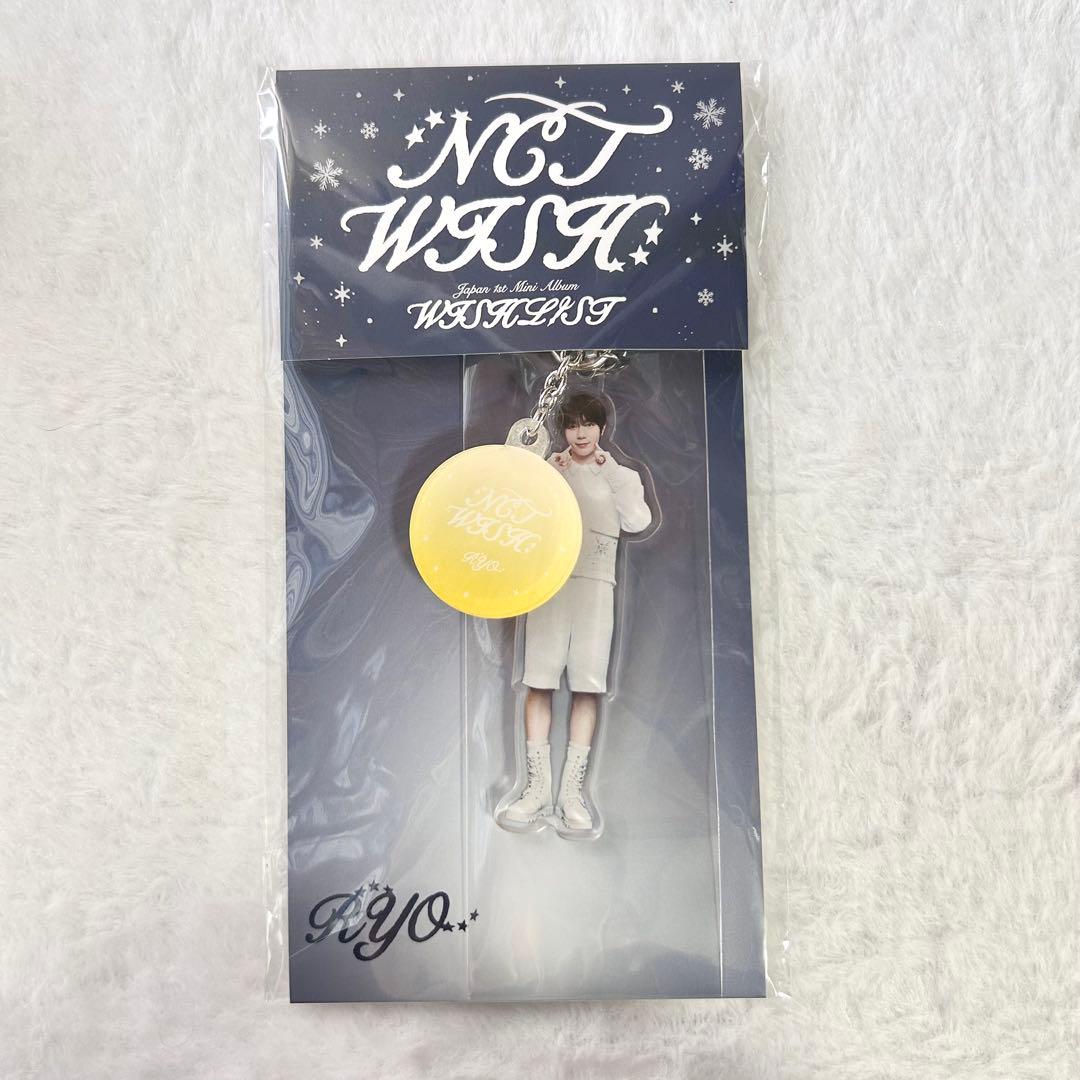 NCT
WISH
Japan 1st Mini Album
WISHLIST
NCT
WISH
RYO
RYO